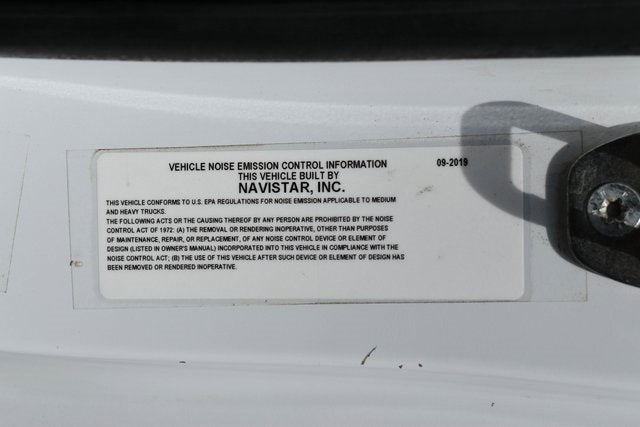 VEHICLE NOISE EMISSION CONTROL INFORMATION 09-2019
THIS VEHICLE BUILT BY
NAVISTAR, INC.
THIS VEHICLE CONFORMS TO U.S. EPA REGULATIONS FOR NOISE EMISSION APPLICABLE TO MEDIUM
AND HEAVY TRUCKS.
THE FOLLOWING ACTS OR THE CAUSING THEREOF BY ANY PERSON ARE PROHIBITED BY THE NOISE
CONTROL ACT OF 1972: (A) THE REMOVAL OR RENDERING INOPERATIVE, OTHER THAN PURPOSES
OF MAINTENANCE, REPAIR, OR REPLACEMENT, OF ANY NOISE CONTROL DEVICE OR ELEMENT OF
DESIGN (LISTED IN OWNER'S MANUAL) INCORPORATED INTO THIS VEHICLE IN COMPLIANCE WITH THE
NOISE CONTROL ACT; (B) THE USE OF THIS VEHICLE AFTER SUCH DEVICE OR ELEMENT OF DESIGN HAS
BEEN REMOVED OR RENDERED INOPERATIVE.